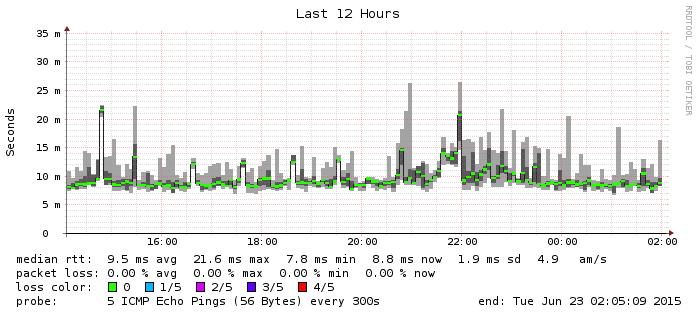 Last 12 Hours
RRDTOOL / TOBI OETIKER
Seconds
35 m
30 m
25 m
20 m
15 m
10 m
5 m
0
16:00 18:00 20:00 22:00 00:00 02:00
median rtt: 9.5 ms avg 21.6 ms max 7.8 ms min 8.8 ms now 1.9 ms sd 4.9 am/s
packet loss: 0.00 % avg 0.00 % max 0.00 % min 0.00 % now
loss color: 0 1/5 2/5 3/5 4/5
probe: 5 ICMP Echo Pings (56 Bytes) every 300s end: Tue Jun 23 02:05:09 2015